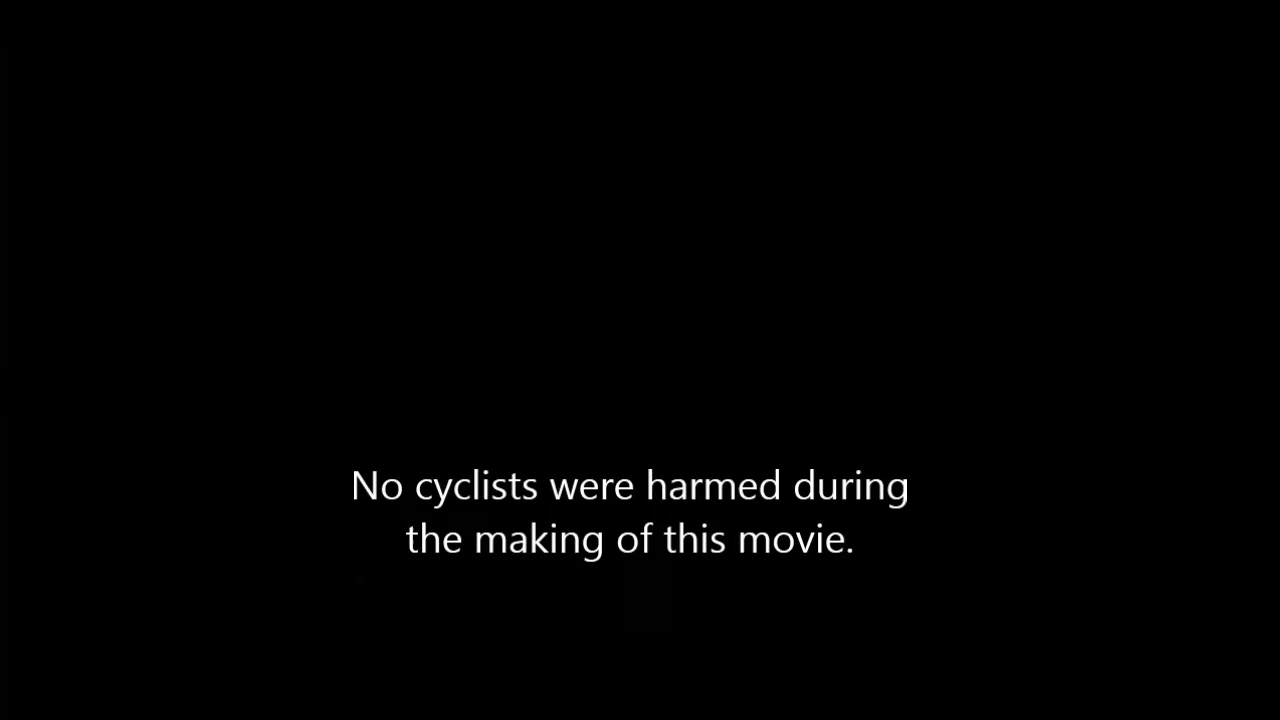 No cyclists were harmed during
the making of this movie.